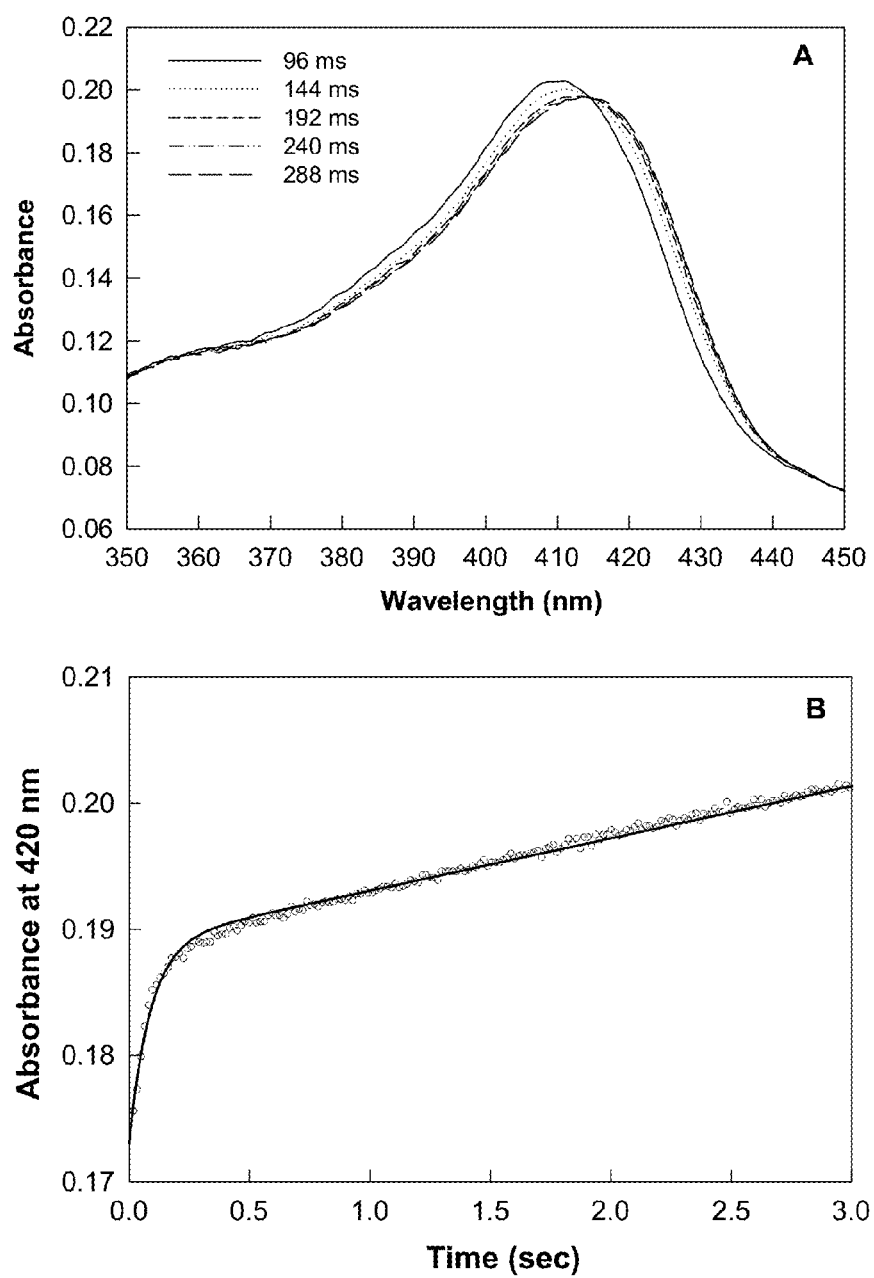 0.22
A
96 ms
144 ms
192 ms
240 ms
288 ms
0.20
0.18
0.16
0.14
0.12
0.10
0.08
0.06
Absorbance
350 360 370 380 390 400 410 420 430 440 450
Wavelength (nm)
0.21
B
0.20
0.19
0.18
0.17
Absorbance at 420 nm
0.0 0.5 1.0 1.5 2.0 2.5 3.0
Time (sec)